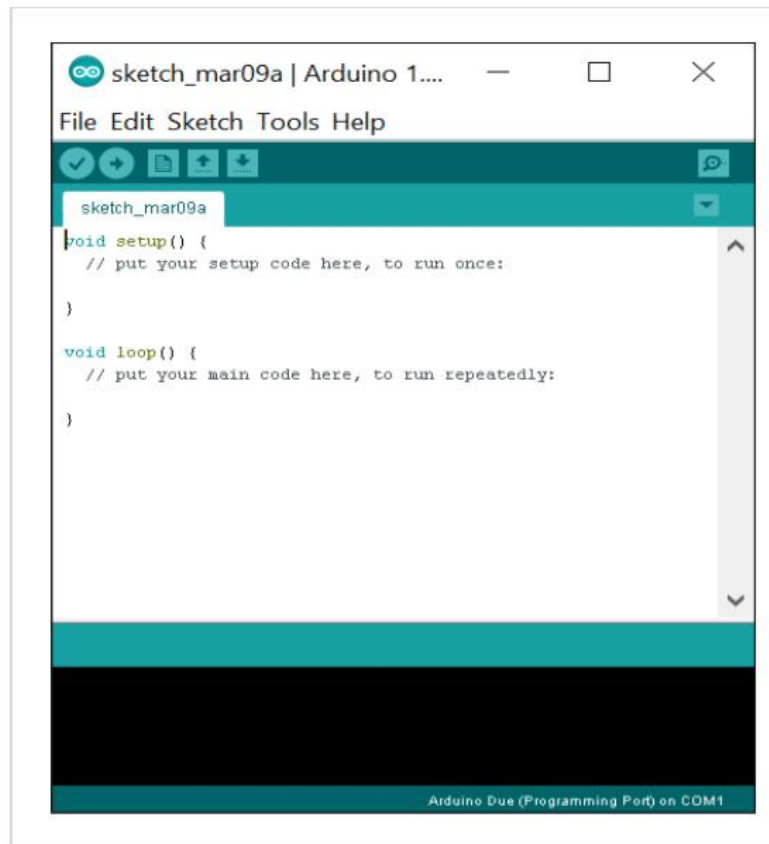 sketch_mar09a | Arduino 1....
File Edit Sketch Tools Help
sketch_mar09a
void setup() {
// put your setup code here, to run once:
}
void loop() {
// put your main code here, to run repeatedly:
}
Arduino Due (Programming Port) on COM1